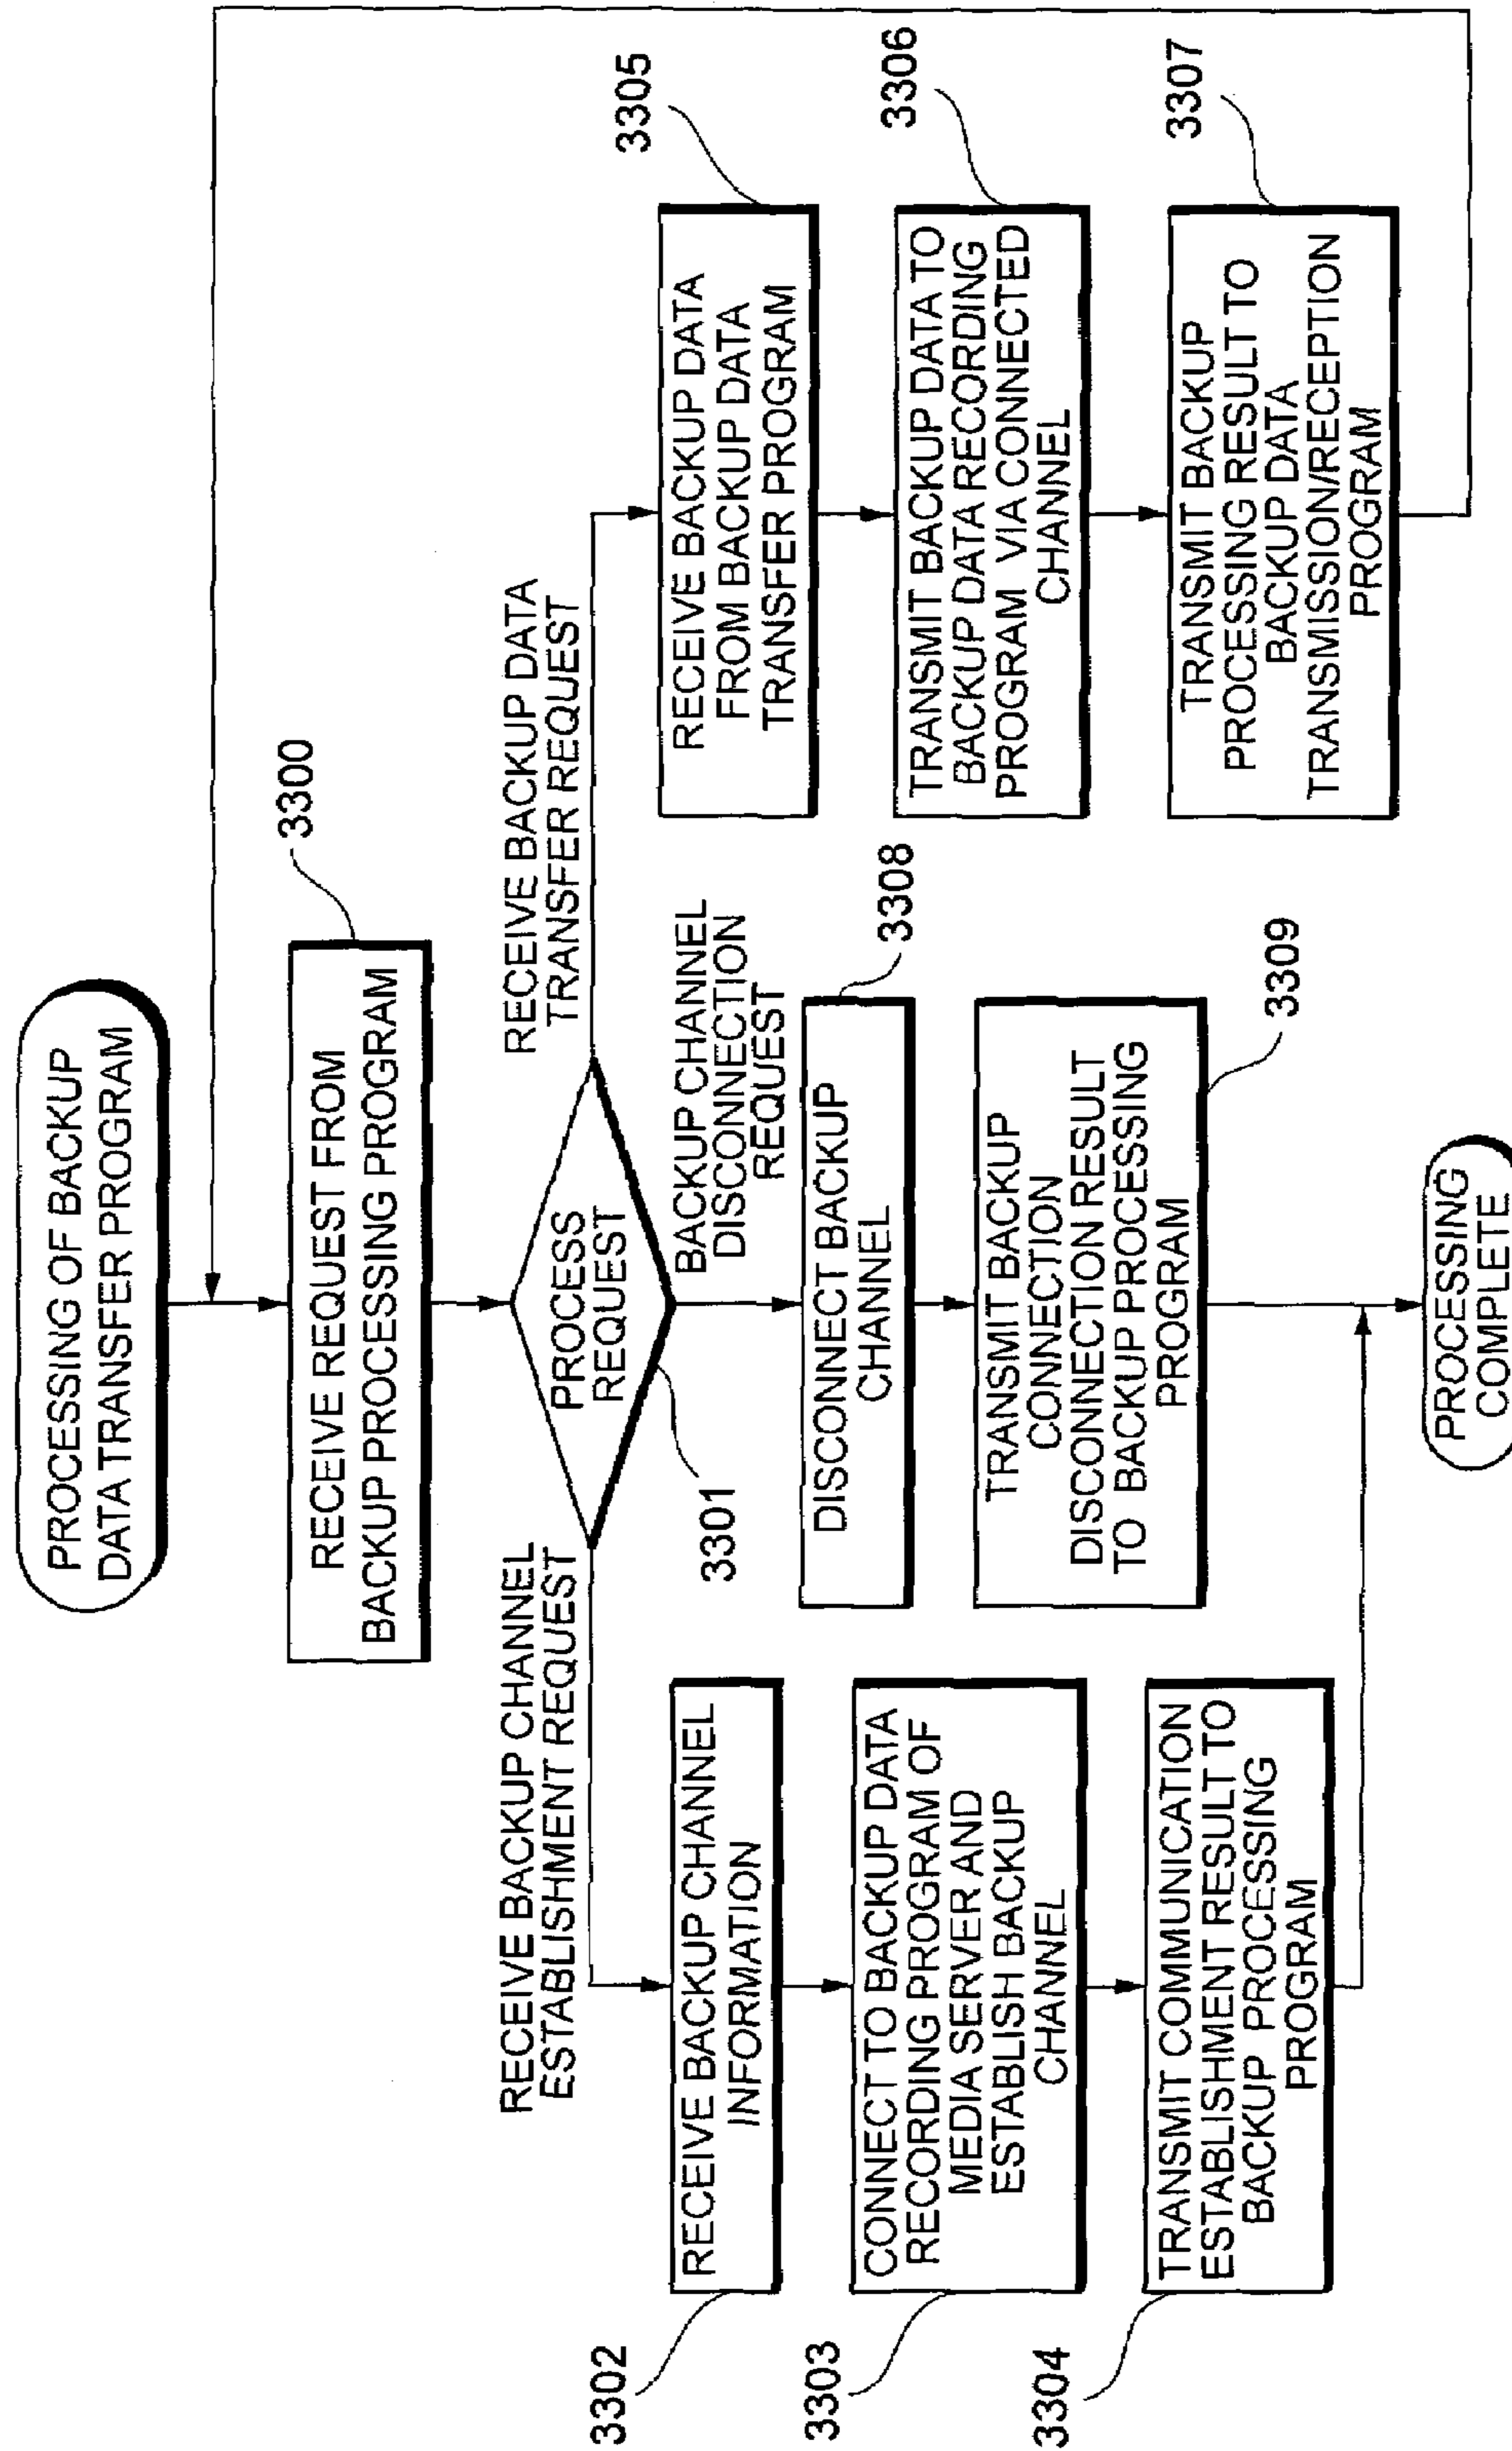 PROCESSING OF BACKUP
DATA TRANSFER PROGRAM
3300
RECEIVE REQUEST FROM
BACKUP PROCESSING PROGRAM
PROCESS
REQUEST
3301
RECEIVE BACKUP CHANNEL
ESTABLISHMENT REQUEST
3302
RECEIVE BACKUP CHANNEL
INFORMATION
3303
CONNECT TO BACKUP DATA
RECORDING PROGRAM OF
MEDIA SERVER AND
ESTABLISH BACKUP
CHANNEL
3304
TRANSMIT COMMUNICATION
ESTABLISHMENT RESULT TO
BACKUP PROCESSING
PROGRAM
BACKUP CHANNEL
DISCONNECTION
REQUEST
3308
DISCONNECT BACKUP
CHANNEL
TRANSMIT BACKUP
CONNECTION
DISCONNECTION RESULT
TO BACKUP PROCESSING
PROGRAM
3309
RECEIVE BACKUP DATA
TRANSFER REQUEST
3305
RECEIVE BACKUP DATA
FROM BACKUP DATA
TRANSFER PROGRAM
3306
TRANSMIT BACKUP DATA TO
BACKUP DATA RECORDING
PROGRAM VIA CONNECTED
CHANNEL
3307
TRANSMIT BACKUP
PROCESSING RESULT TO
BACKUP DATA
TRANSMISSION/RECEPTION
PROGRAM
PROCESSING
COMPLETE